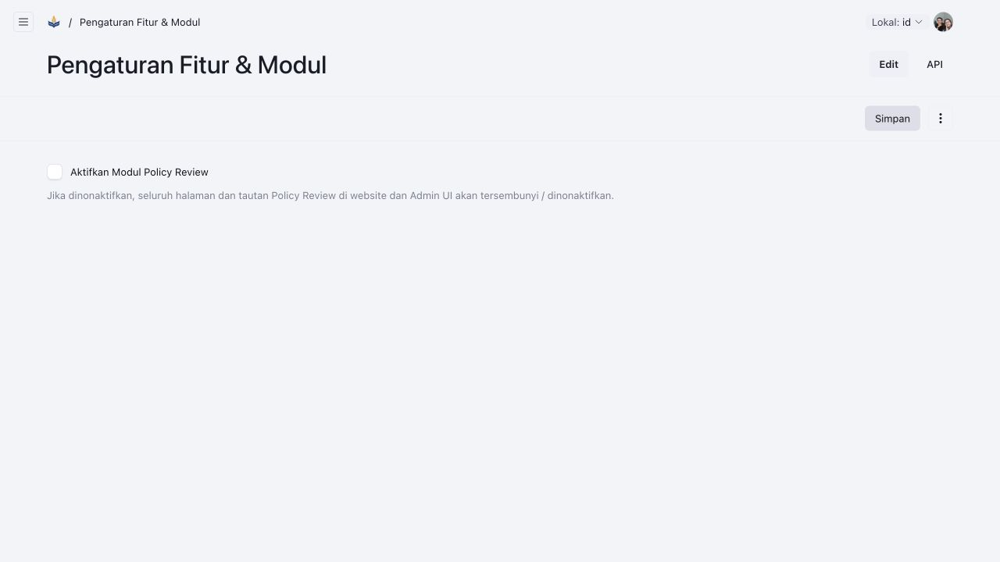 / Pengaturan Fitur & Modul
Lokal: id
Pengaturan Fitur & Modul
Edit
API
Simpan
Aktifkan Modul Policy Review
Jika dinonaktifkan, seluruh halaman dan tautan Policy Review di website dan Admin UI akan tersembunyi / dinonaktifkan.